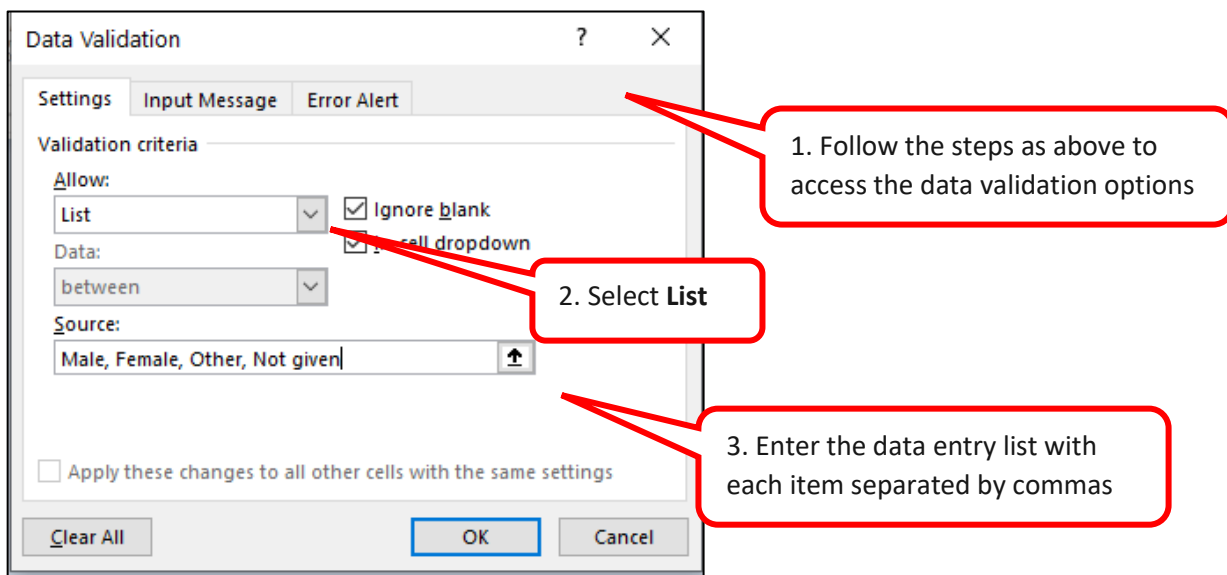 Data Validation ? ×
Settings Input Message Error Alert
Validation criteria
Allow:
List
Ignore blank
Data:
cell dropdown
between
Source:
Male, Female, Other, Not given
Apply these changes to all other cells with the same settings
Clear All OK Cancel
1. Follow the steps as above to
access the data validation options
2. Select List
3. Enter the data entry list with
each item separated by commas